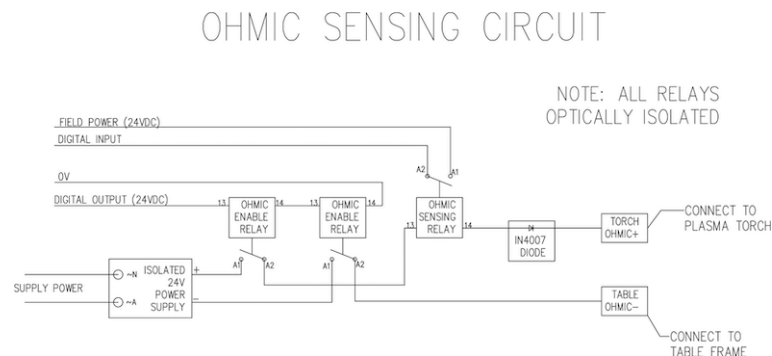 OHMIC SENSING CIRCUIT
NOTE: ALL RELAYS
OPTICALLY ISOLATED
FIELD POWER (24VDC)
DIGITAL INPUT
A2
A1
0V
DIGITAL OUTPUT (24VDC)
13
OHMIC
ENABLE
RELAY
14
13
OHMIC
ENABLE
RELAY
14
13
OHMIC
SENSING
RELAY
14
IN4007
DIODE
TORCH
OHMIC+
CONNECT TO
PLASMA TORCH
A1
A2
A1
A2
SUPPLY POWER
~N
~A
ISOLATED
24V
POWER
SUPPLY
+
-
TABLE
OHMIC-
CONNECT TO
TABLE FRAME